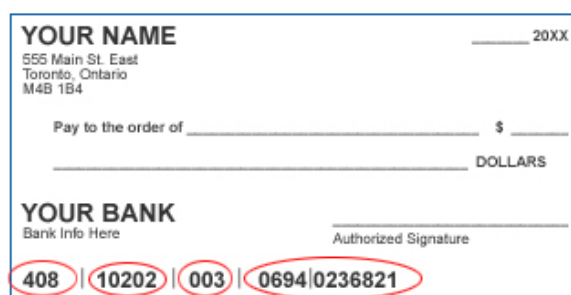 YOUR NAME
555 Main St. East
Toronto, Ontario
M4B 1B4
20XX
Pay to the order of $
DOLLARS
YOUR BANK
Bank Info Here
Authorized Signature
408 | 10202 | 003 | 0694|0236821